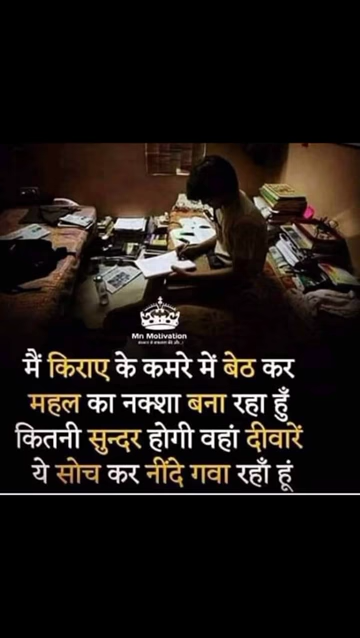 Mn Motivation
मैं किराए के कमरे में बेठ कर
महल का नक्शा बना रहा हुँ
कितनी सुन्दर होगी वहां दीवारें
ये सोच कर नींदे गवा रहाँ हूं